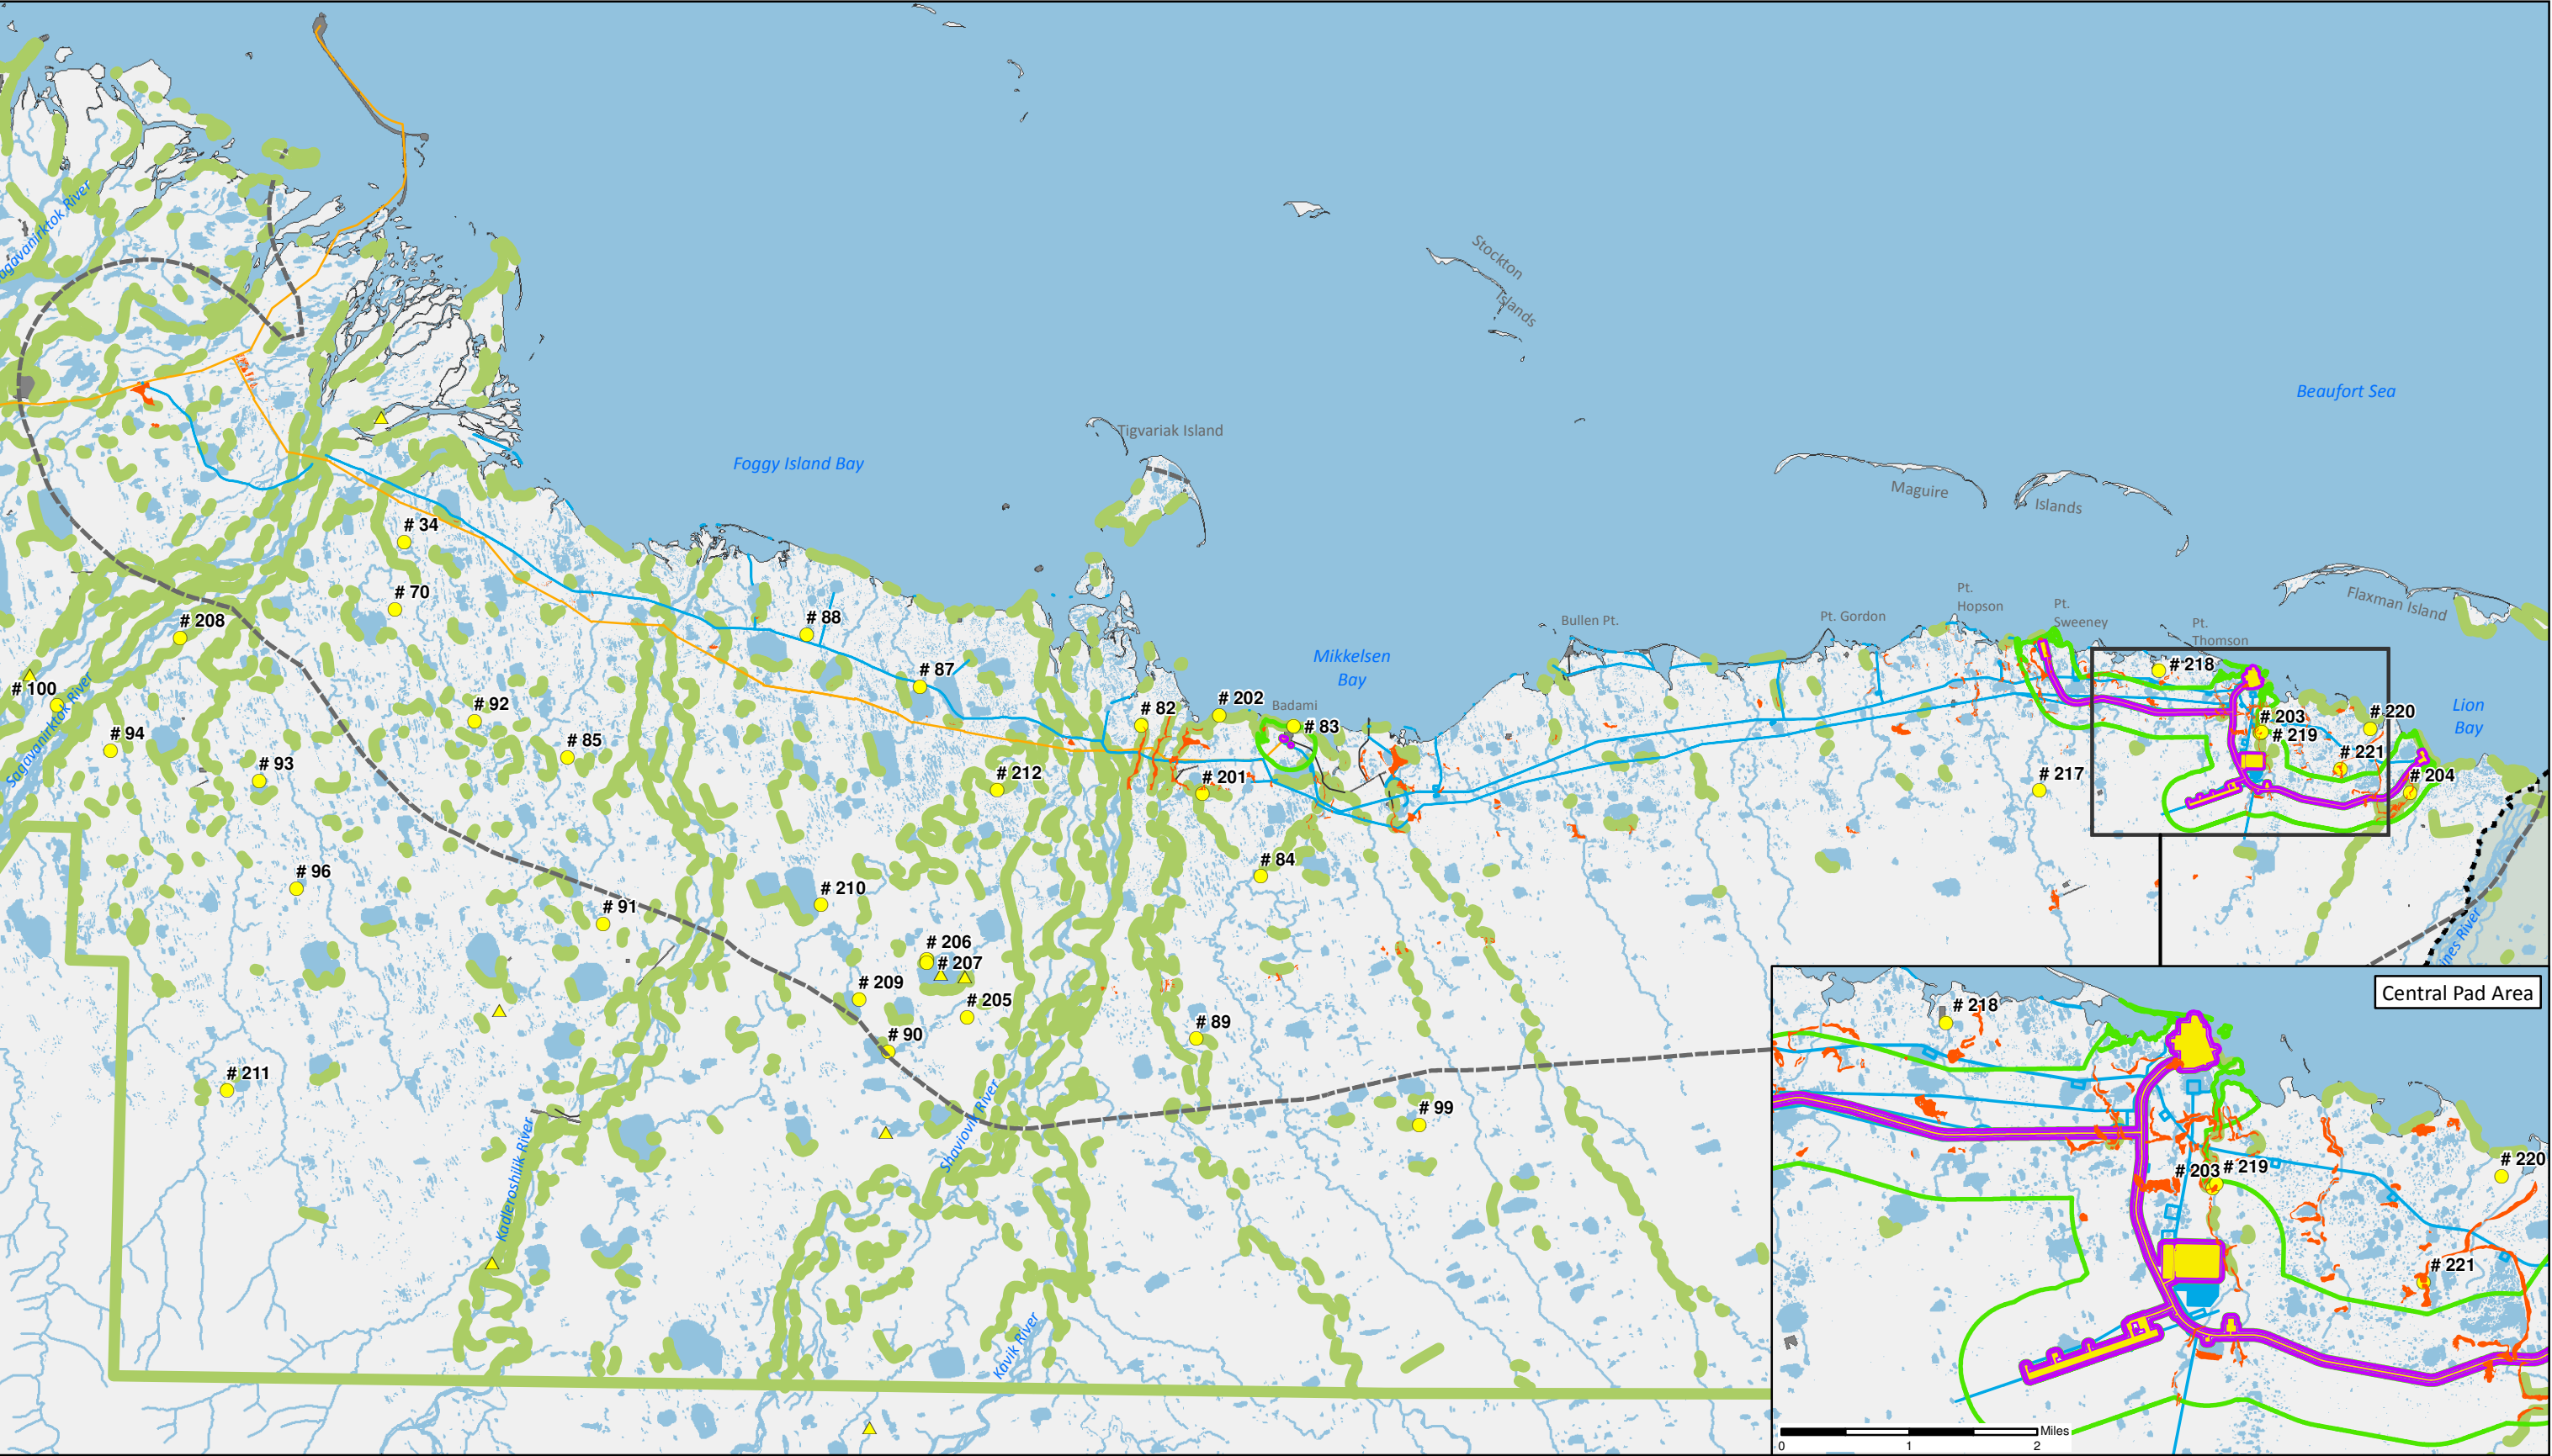 Sagavanirktok River
Stockton
Islands
Beaufort Sea
Tigvariak Island
Foggy Island Bay
Maguire
Islands
# 34
# 70
# 208
# 88
Pt.
Hopson
Pt.
Sweeney
Flaxman Island
Bullen Pt.
Pt. Gordon
Pt.
Thomson
Mikkelsen
Bay
# 218
# 87
# 100
# 92
# 82
# 202
Badami
# 83
Lion
Bay
# 203
# 220
# 219
Sagavanirktok River
# 94
# 85
# 93
# 212
# 201
# 221
# 217
# 204
# 96
# 84
# 210
# 91
# 206
# 207
# 209
# 205
# 90
# 89
# 211
# 99
Shaviovik River
Kadleroshilik River
Kavik River
River
Central Pad Area
# 218
# 203
# 219
# 220
# 221
Miles
0
1
2